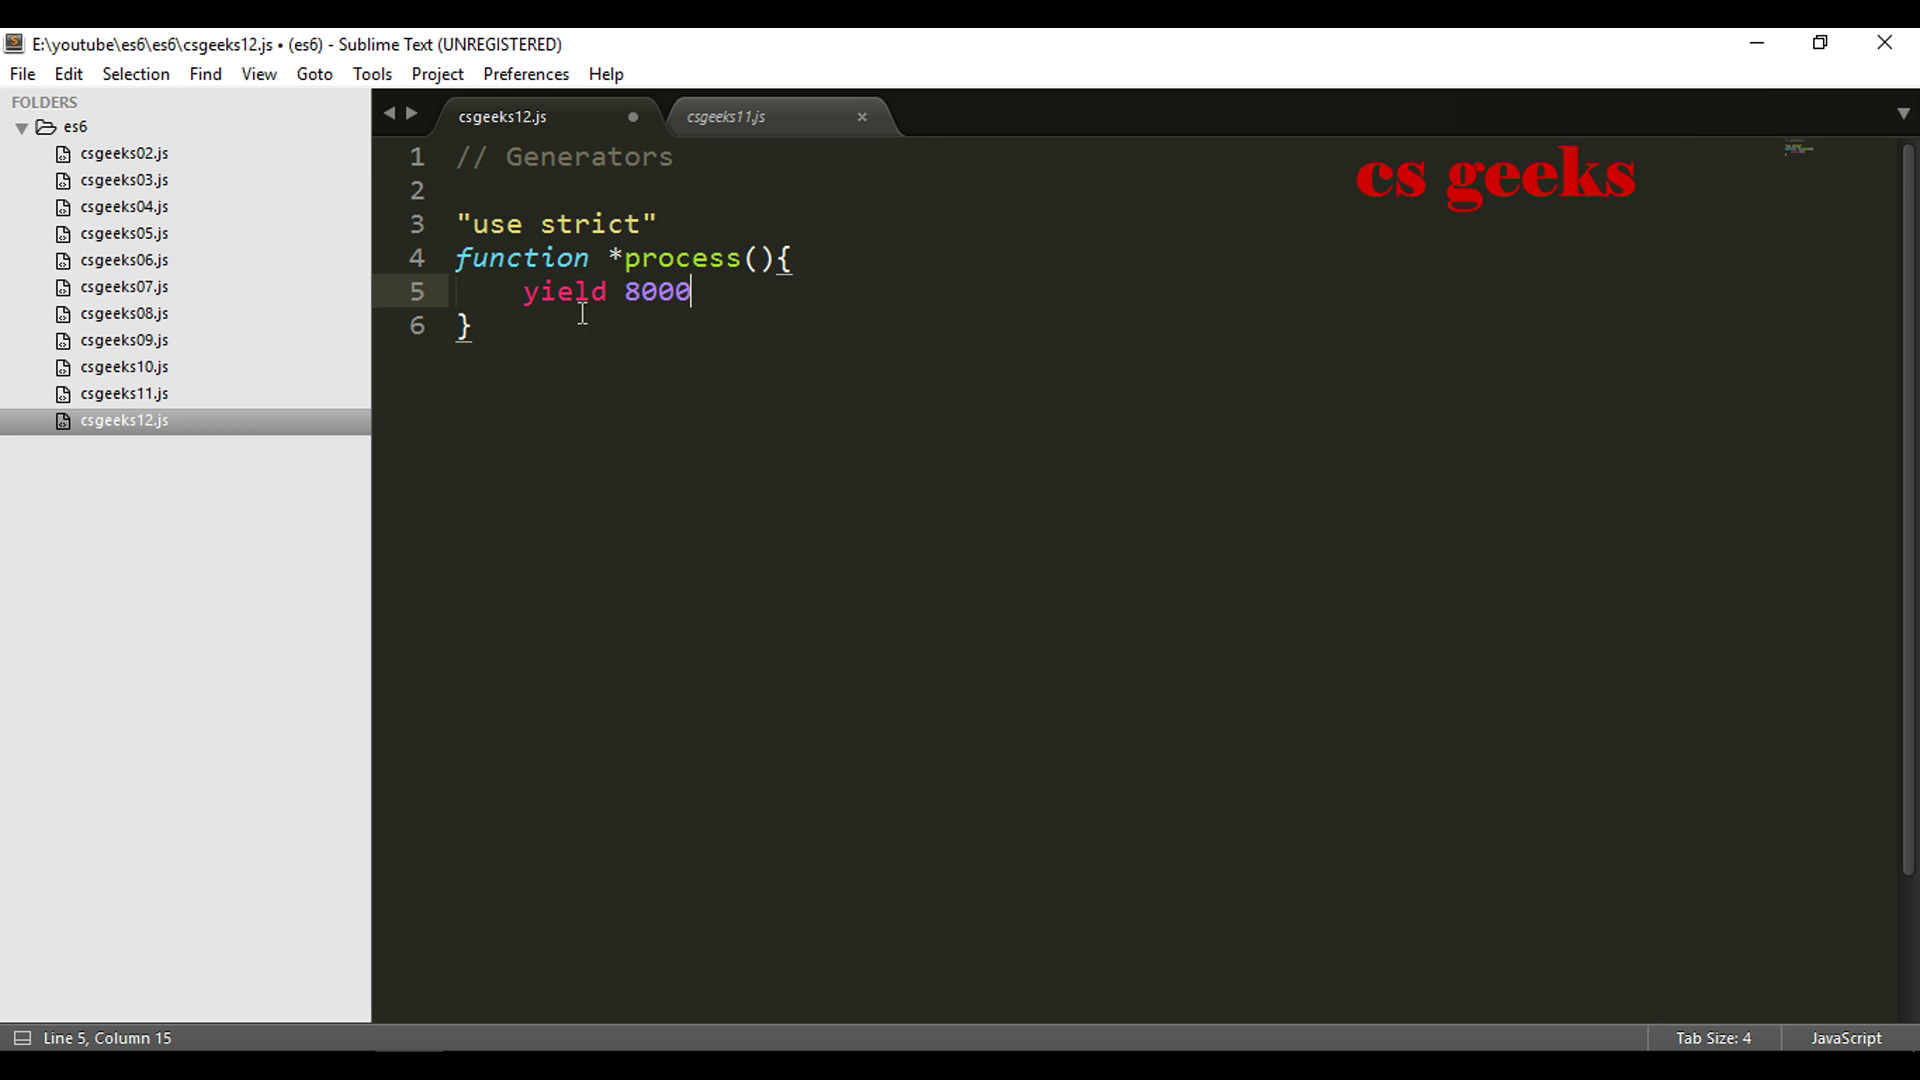 E:\youtube\es6\es6\csgeeks12.js • (es6) - Sublime Text (UNREGISTERED)
File Edit Selection Find View Goto Tools Project Preferences Help
FOLDERS
es6
csgeeks02.js
csgeeks03.js
csgeeks04.js
csgeeks05.js
csgeeks06.js
csgeeks07.js
csgeeks08.js
csgeeks09.js
csgeeks10.js
csgeeks11.js
csgeeks12.js
csgeeks12.js csgeeks11.js
1 // Generators
2
3 "use strict"
4 function *process(){
5 yield 8000
6 }
cs geeks
Line 5, Column 15 Tab Size: 4 JavaScript